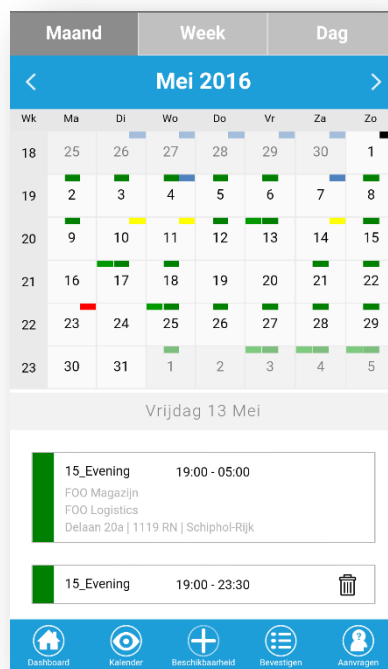 Maand Week Dag
Mei 2016
Wk Ma Di Wo Do Vr Za Zo
18 25 26 27 28 29 30 1
19 2 3 4 5 6 7 8
20 9 10 11 12 13 14 15
21 16 17 18 19 20 21 22
22 23 24 25 26 27 28 29
23 30 31 1 2 3 4 5
Vrijdag 13 Mei
15_Evening 19:00 - 05:00
FOO Magazijn
FOO Logistics
Delaan 20a | 1119 RN | Schiphol-Rijk
15_Evening 19:00 - 23:30
Dashboard Kalender Beschikbaarheid Bevestigen Aanvragen